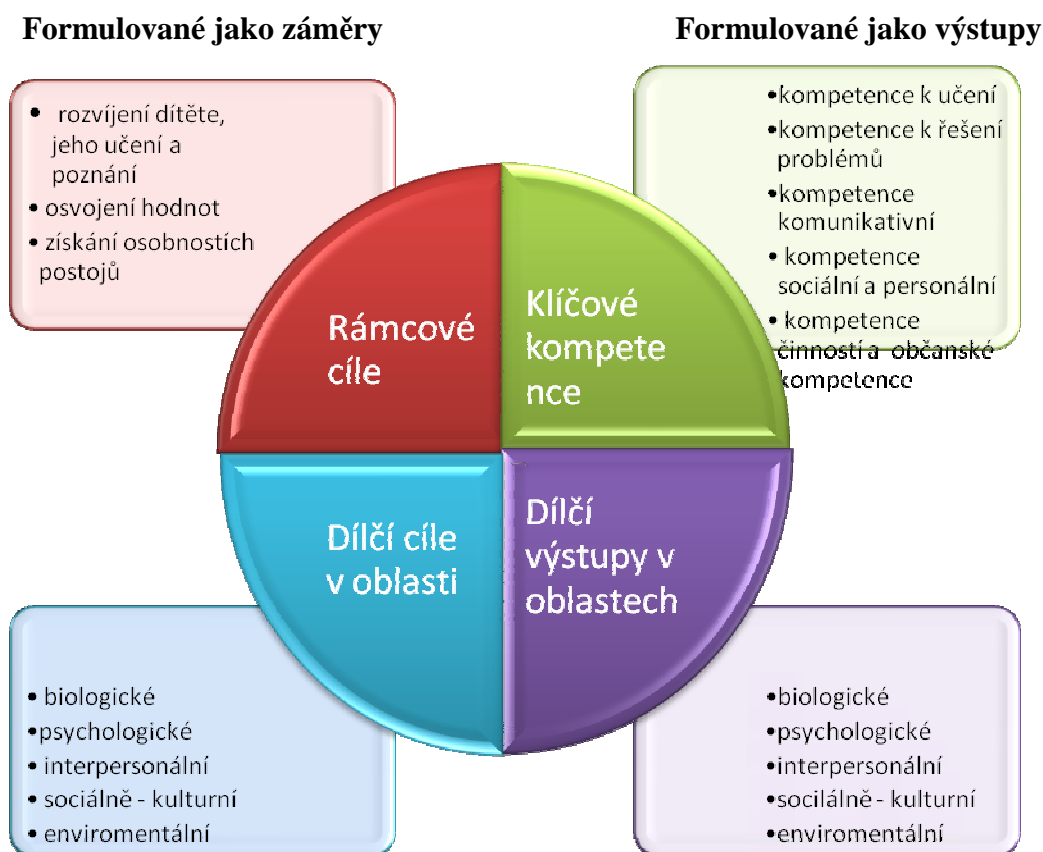 Formulované jako záměry
Formulované jako výstupy
• rozvíjení dítěte,
jeho učení a
poznání
• osvojení hodnot
• získání osobnostích
postojů
•kompetence k učení
•kompetence k řešení
problémů
•kompetence
komunikativní
• kompetence
sociální a personální
• kompetence
činností a občanské
kompetence
Rámcové
cíle
Klíčové
kompete
nce
Dílčí cíle
v oblasti
Dílčí
výstupy v
oblastech
• biologické
•psychologické
• interpersonální
• sociálně - kulturní
• enviromentální
•biologické
•psychologické
•interpersonální
•socilálně - kulturní
•enviromentální